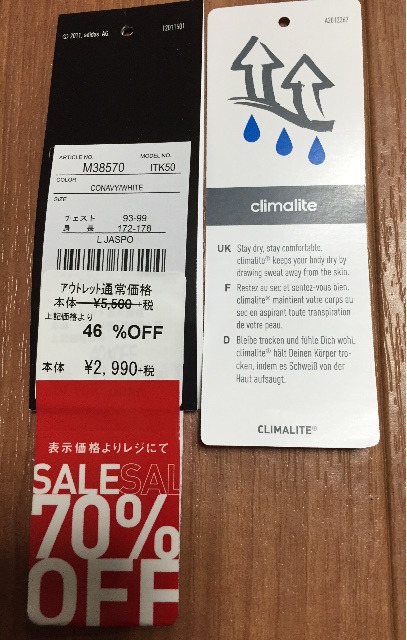 © 2011, adidas AG.
12011501
ARTICLE NO.
MODEL NO.
M38570
ITK50
COLOR
CONAVY/WHITE
SIZE
チェスト 93-99
身 長 172-178
L JASPO
アウトレット通常価格
本体 ¥5,500+税
上記価格より
46 %OFF
本体 ¥2,990+税
表示価格よりレジにて
SALESAL
70%
OFF
climalite
UK Stay dry, stay comfortable.
climalite® keeps your body dry by
drawing sweat away from the skin.
F Restez au sec et sentez-vous bien.
climalite® maintient votre corps au
sec en aspirant toute transpiration
de votre peau.
D Bleibe trocken und fühle Dich wohl.
climalite® hält Deinen Körper tro-
cken, indem es Schweiß von der
Haut aufsaugt.
CLIMALITE®